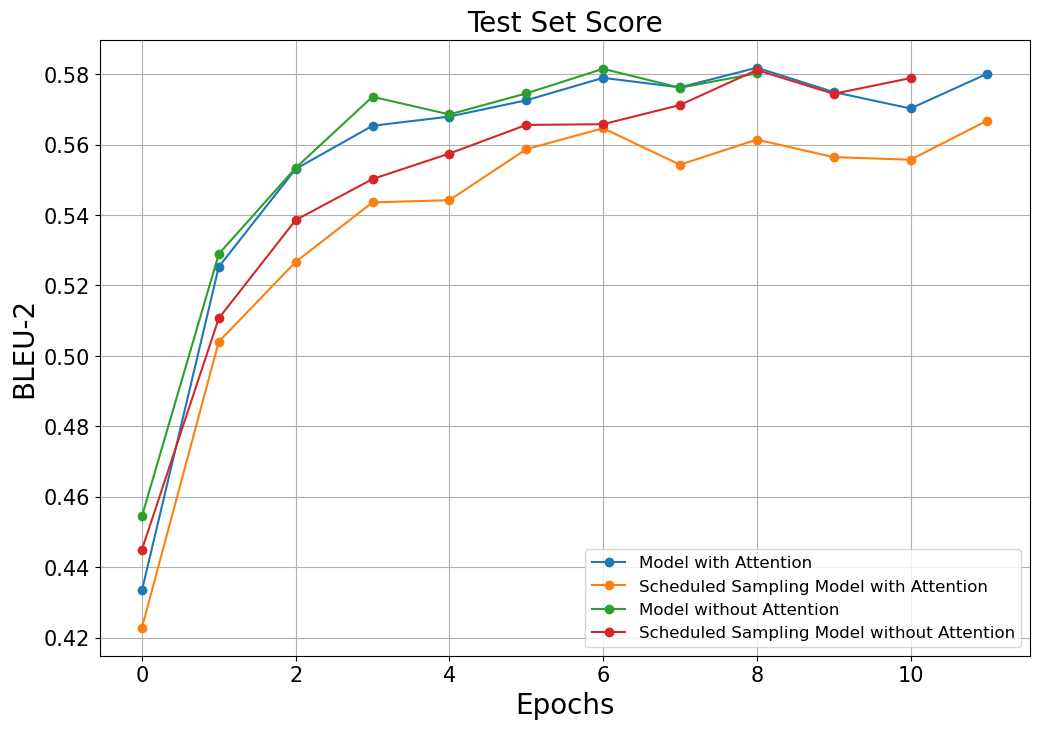 Test Set Score
BLEU-2
0.58
0.56
0.54
0.52
0.50
0.48
0.46
0.44
0.42
Model with Attention
Scheduled Sampling Model with Attention
Model without Attention
Scheduled Sampling Model without Attention
0 2 4 6 8 10
Epochs